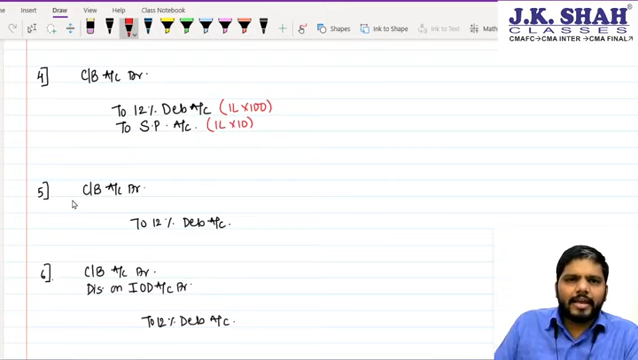 File
Home
Insert
Draw
View
Class Notebook
Shapes
Ink to Shape
Ink to Text
J.K. SHAH®
CLASSES
CMAFC→CMA INTER →CMA FINAL
4] C/B A/c Dr.
To 12% Deb A/c (1L×100)
To S.P. A/c. (1L×10)
5] C/B A/c Dr.
To 12% Deb A/c.
6]. C/B A/c Dr.
Dis. on IOD A/c Dr.
To 12% Deb A/c.